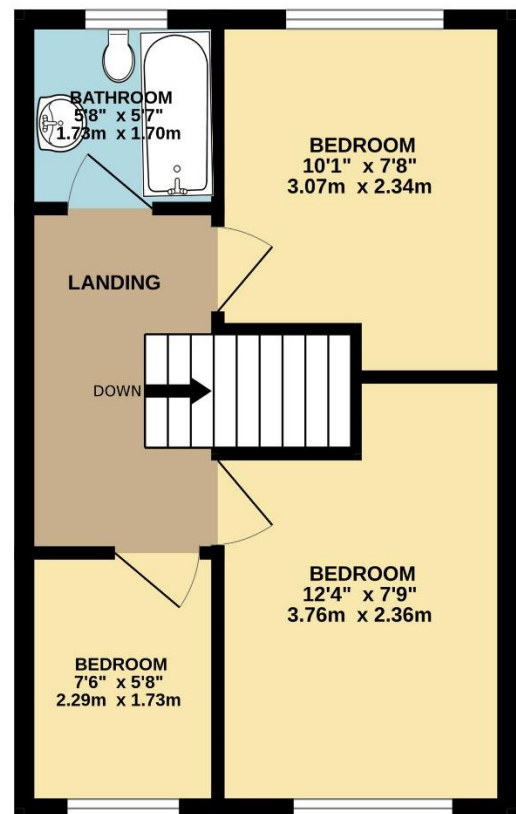 BATHROOM
5'8" x 5'7"
1.73m x 1.70m
BEDROOM
10'1" x 7'8"
3.07m x 2.34m
LANDING
DOWN
BEDROOM
12'4" x 7'9"
3.76m x 2.36m
BEDROOM
7'6" x 5'8"
2.29m x 1.73m